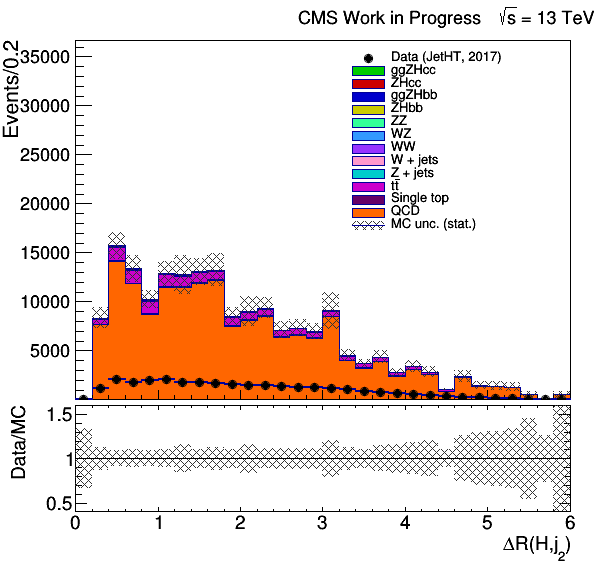 CMS Work in Progress √s = 13 TeV
Events/0.2
35000
30000
25000
20000
15000
10000
5000
Data (JetHT, 2017)
ggZHcc
ZHcc
ggZHbb
ZHbb
ZZ
WZ
WW
W + jets
Z + jets
tt̄
Single top
QCD
MC unc. (stat.)
Data/MC
1.5
1
0.5
0 1 2 3 4 5 6
ΔR(H,j₂)